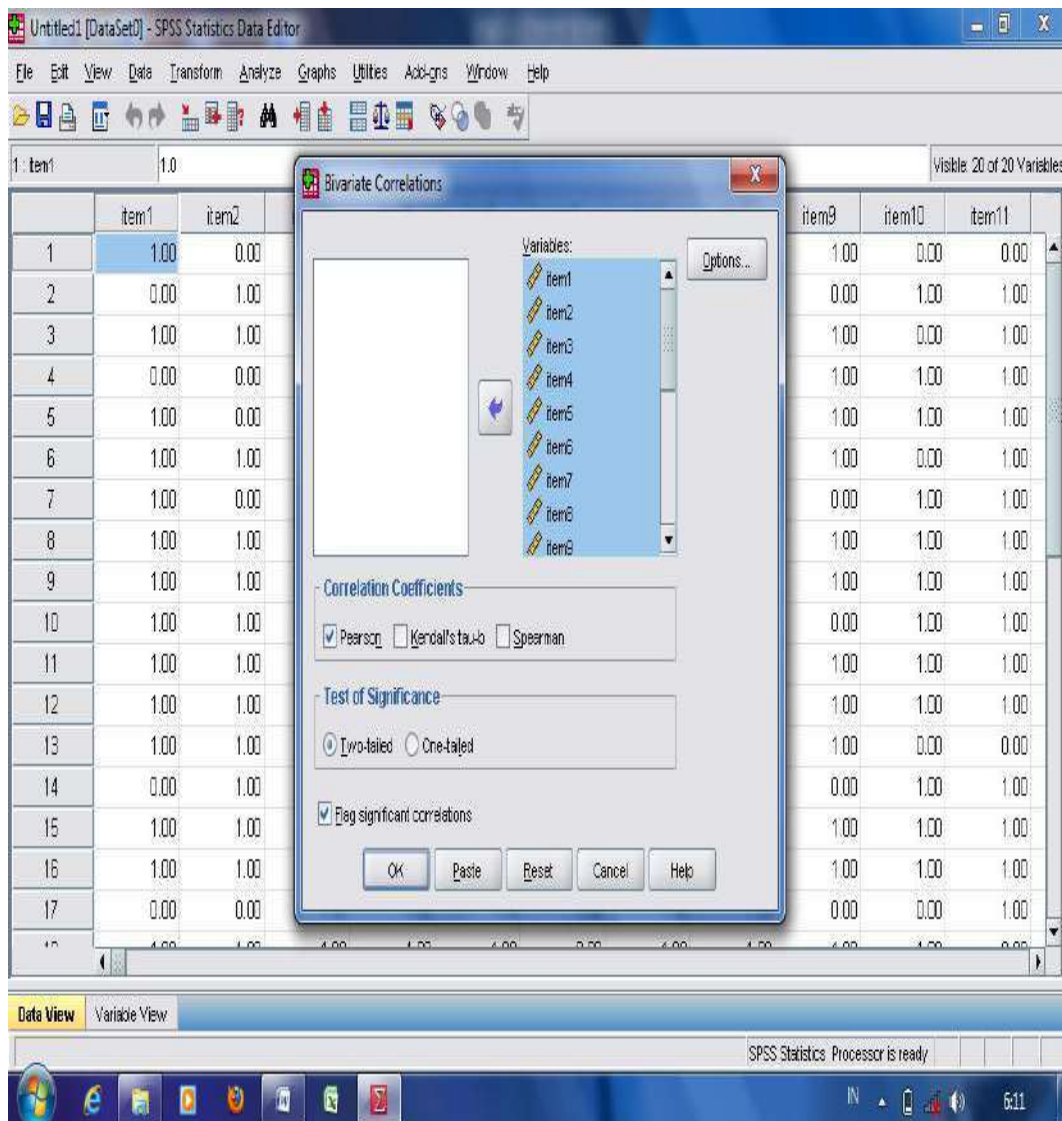 Untitled1 [DataSet0] - SPSS Statistics Data Editor
File Edit View Data Transform Analyze Graphs Utilities Add-ons Window Help
1 : item1 1.0 Visible: 20 of 20 Variables
item1 item2 item9 item10 item11
1 1.00 0.00 1.00 0.00 0.00
2 0.00 1.00 0.00 1.00 1.00
3 1.00 1.00 1.00 0.00 1.00
4 0.00 0.00 1.00 1.00 1.00
5 1.00 0.00 1.00 1.00 1.00
6 1.00 1.00 1.00 0.00 1.00
7 1.00 0.00 0.00 1.00 1.00
8 1.00 1.00 1.00 1.00 1.00
9 1.00 1.00 1.00 1.00 1.00
10 1.00 1.00 0.00 1.00 1.00
11 1.00 1.00 1.00 1.00 1.00
12 1.00 1.00 1.00 1.00 1.00
13 1.00 1.00 1.00 0.00 0.00
14 0.00 1.00 0.00 1.00 1.00
15 1.00 1.00 1.00 1.00 1.00
16 1.00 1.00 1.00 1.00 1.00
17 0.00 0.00 0.00 0.00 1.00
Bivariate Correlations
Variables:
Options...
item1
item2
item3
item4
item5
item6
item7
item8
item9
Correlation Coefficients
Pearson Kendall's tau-b Spearman
Test of Significance
Two-tailed One-tailed
Flag significant correlations
OK Paste Reset Cancel Help
Data View Variable View
SPSS Statistics Processor is ready
IN 6:11